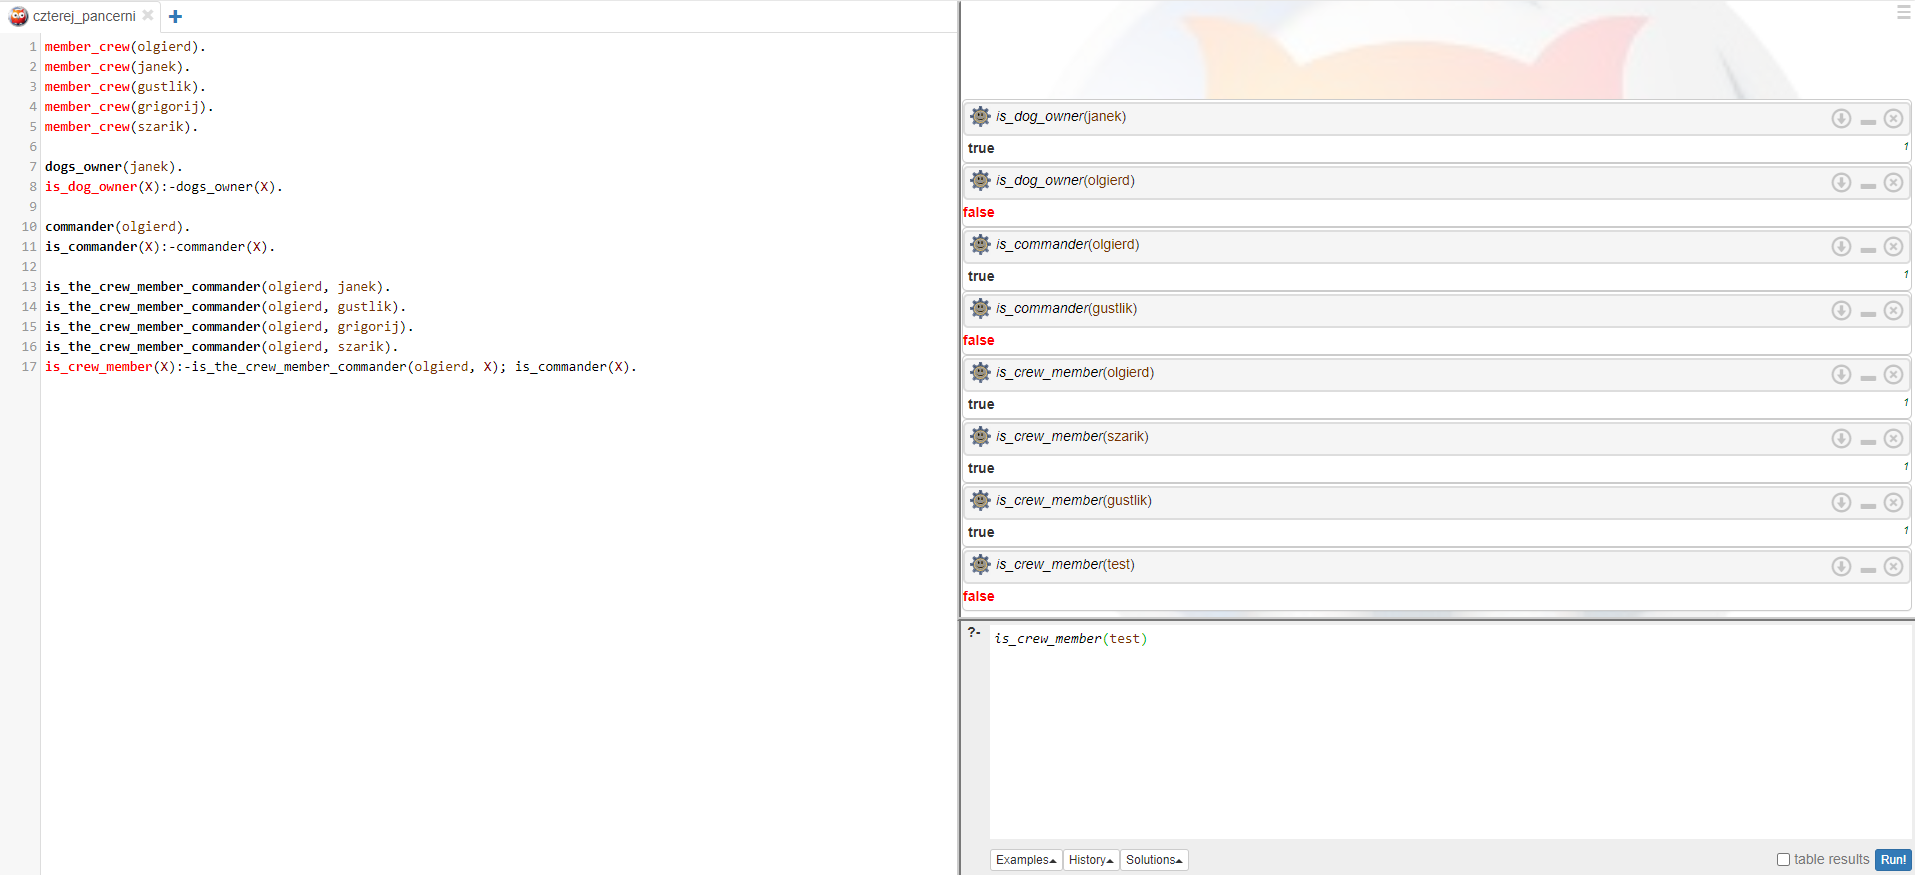 czterej_pancerni
1 member_crew(olgierd).
2 member_crew(janek).
3 member_crew(gustlik).
4 member_crew(grigorij).
5 member_crew(szarik).
6
7 dogs_owner(janek).
8 is_dog_owner(X):-dogs_owner(X).
9
10 commander(olgierd).
11 is_commander(X):-commander(X).
12
13 is_the_crew_member_commander(olgierd, janek).
14 is_the_crew_member_commander(olgierd, gustlik).
15 is_the_crew_member_commander(olgierd, grigorij).
16 is_the_crew_member_commander(olgierd, szarik).
17 is_crew_member(X):-is_the_crew_member_commander(olgierd, X); is_commander(X).
is_dog_owner(janek)
true 1
is_dog_owner(olgierd)
false
is_commander(olgierd)
true 1
is_commander(gustlik)
false
is_crew_member(olgierd)
true 1
is_crew_member(szarik)
true 1
is_crew_member(gustlik)
true 1
is_crew_member(test)
false
?- is_crew_member(test)
Examples History Solutions table results Run!